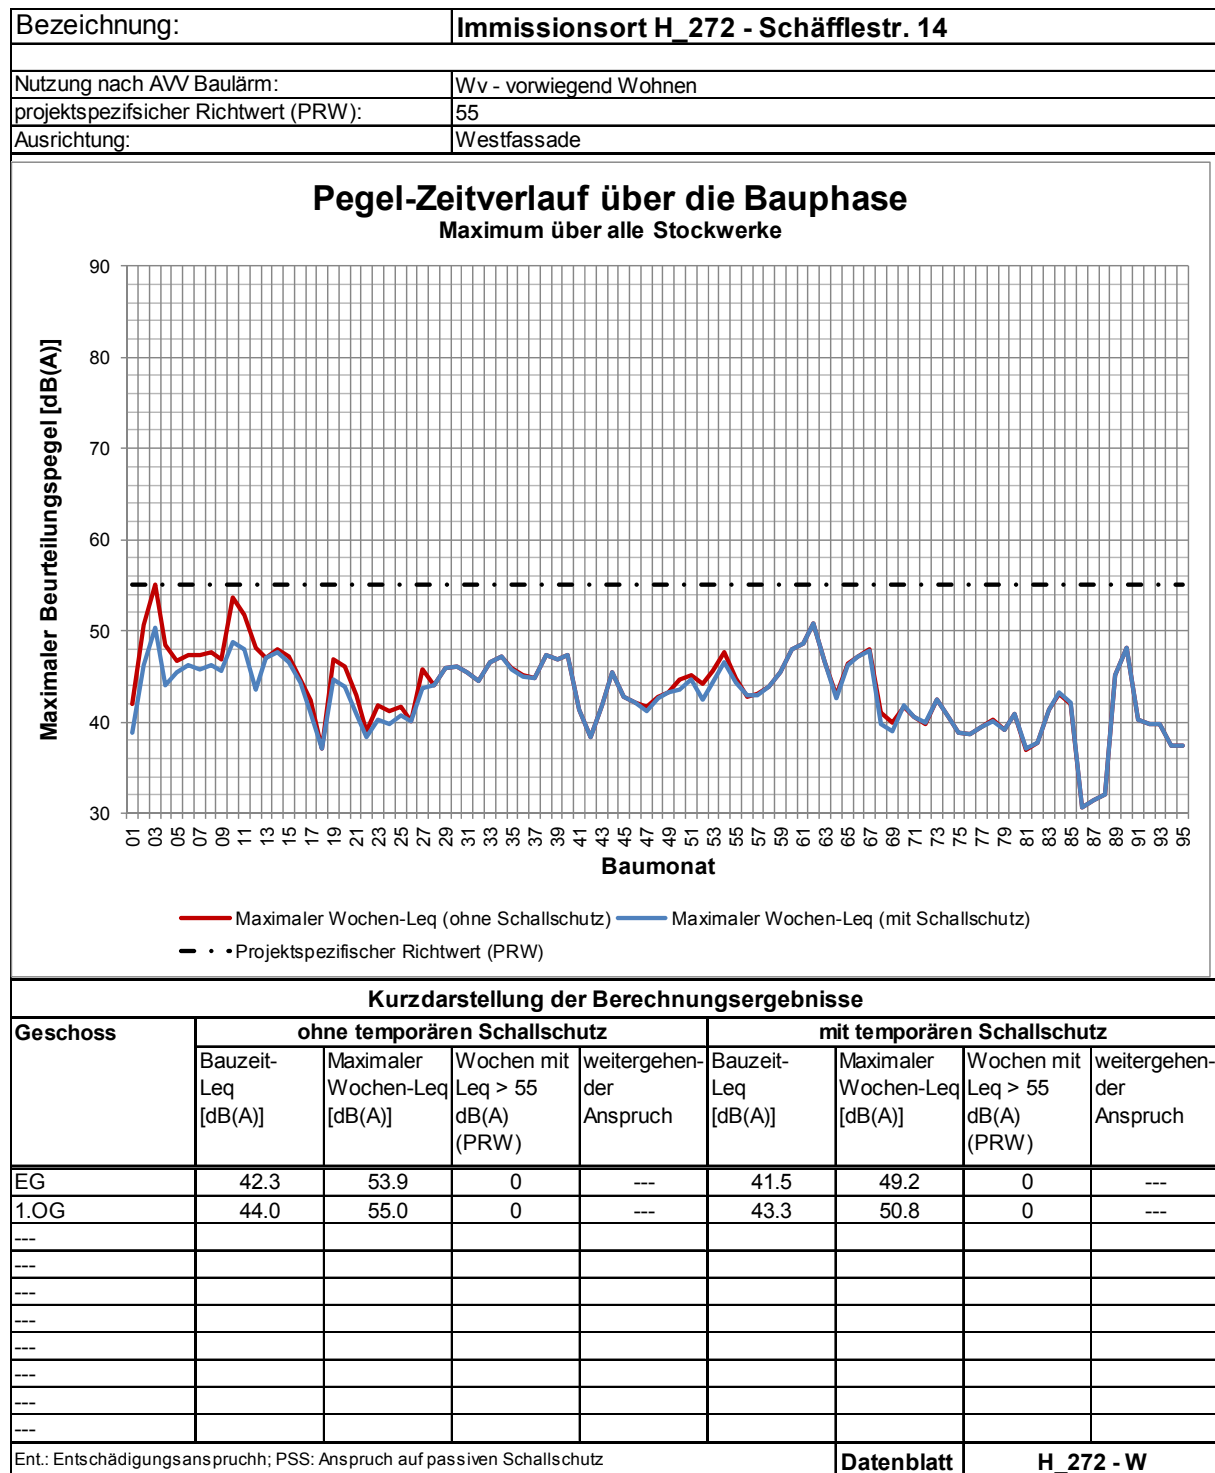 Bezeichnung: Immissionsort H_272 - Schäfflestr. 14
Nutzung nach AVV Baulärm: Wv - vorwiegend Wohnen
projektspezifsicher Richtwert (PRW): 55
Ausrichtung: Westfassade
Pegel-Zeitverlauf über die Bauphase
Maximum über alle Stockwerke
Maximaler Beurteilungspegel [dB(A)]
90
80
70
60
50
40
30
01 03 05 07 09 11 13 15 17 19 21 23 25 27 29 31 33 35 37 39 41 43 45 47 49 51 53 55 57 59 61 63 65 67 69 71 73 75 77 79 81 83 85 87 89 91 93 95
Baumonat
Maximaler Wochen-Leq (ohne Schallschutz) Maximaler Wochen-Leq (mit Schallschutz)
Projektspezifischer Richtwert (PRW)
Kurzdarstellung der Berechnungsergebnisse
Geschoss ohne temporären Schallschutz mit temporären Schallschutz
Bauzeit- Maximaler Wochen mit weitergehen- Bauzeit- Maximaler Wochen mit weitergehen-
Leq Wochen-Leq Leq > 55 der Leq Wochen-Leq Leq > 55 der
[dB(A)] [dB(A)] dB(A) Anspruch [dB(A)] [dB(A)] dB(A) Anspruch
(PRW) (PRW)
EG 42.3 53.9 0 --- 41.5 49.2 0 ---
1.OG 44.0 55.0 0 --- 43.3 50.8 0 ---
---
---
---
---
---
---
---
---
Ent.: Entschädigungsanspruchh; PSS: Anspruch auf passiven Schallschutz Datenblatt H_272 - W